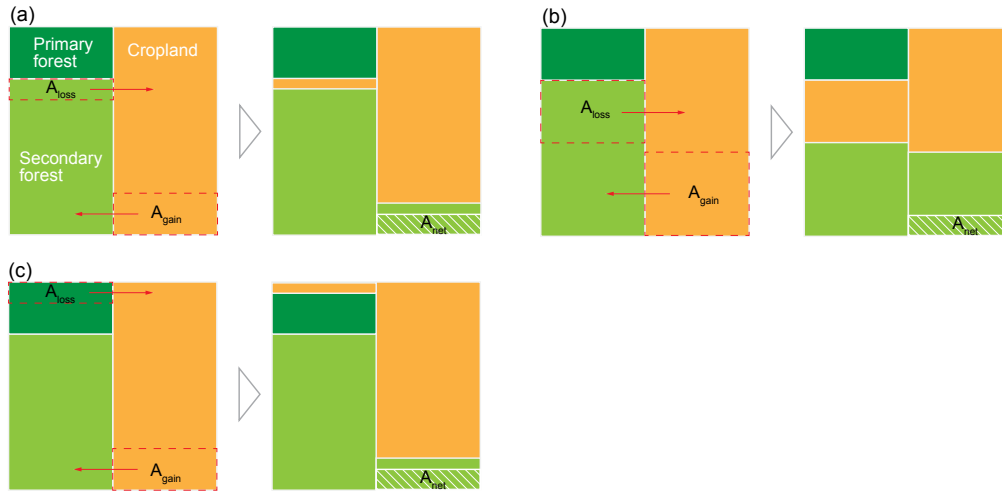 (a)
Primary
forest
Cropland
A_loss
Secondary
forest
A_gain
A_net
(b)
A_loss
A_gain
A_net
(c)
A_loss
A_gain
A_net